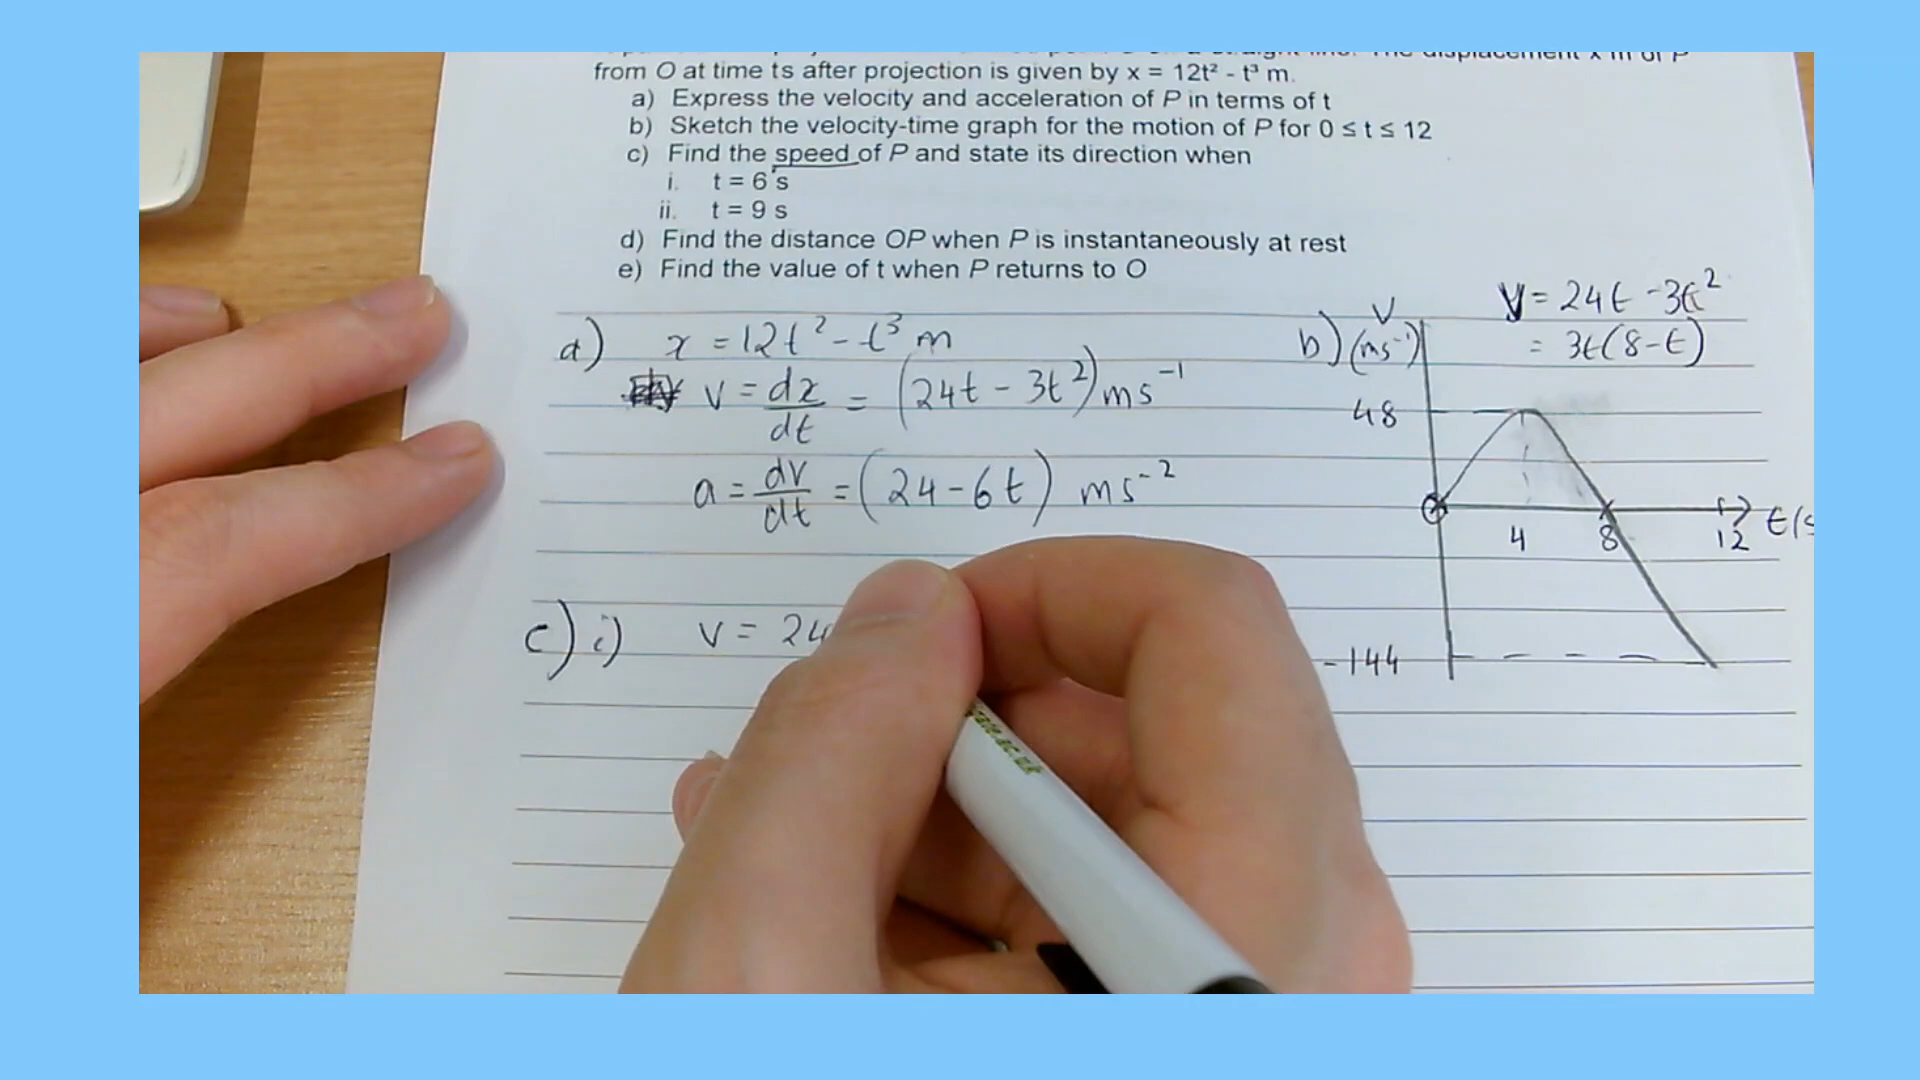 displacement x m of P
from O at time ts after projection is given by x = 12t² - t³ m.
a) Express the velocity and acceleration of P in terms of t
b) Sketch the velocity-time graph for the motion of P for 0 ≤ t ≤ 12
c) Find the speed of P and state its direction when
i. t = 6 s
ii. t = 9 s
d) Find the distance OP when P is instantaneously at rest
e) Find the value of t when P returns to O
a) x = 12t² - t³ m
v = dx/dt = (24t - 3t²) ms⁻¹
a = dv/dt = (24 - 6t) ms⁻²
b) v (ms⁻¹)
V = 24t - 3t²
= 3t(8 - t)
48
4
8
12
t(s
-144
c) i) v = 24